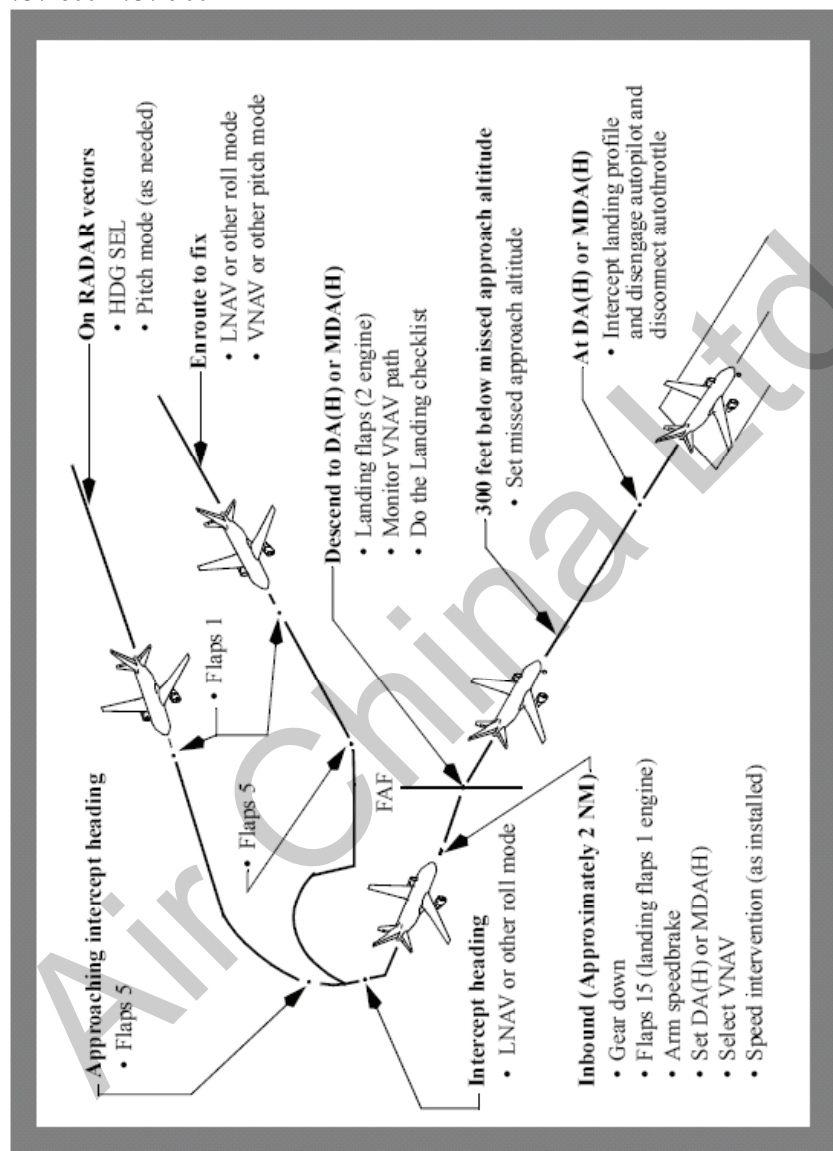 On RADAR vectors
• HDG SEL
• Pitch mode (as needed)
Enroute to fix
• LNAV or other roll mode
• VNAV or other pitch mode
Approaching intercept heading
• Flaps 5
• Flaps 1
• Flaps 5
Intercept heading
• LNAV or other roll mode
Descend to DA(H) or MDA(H)
• Landing flaps (2 engine)
• Monitor VNAV path
• Do the Landing checklist
FAF
Inbound (Approximately 2 NM)
• Gear down
• Flaps 15 (landing flaps 1 engine)
• Arm speedbrake
• Set DA(H) or MDA(H)
• Select VNAV
• Speed intervention (as installed)
300 feet below missed approach altitude
• Set missed approach altitude
At DA(H) or MDA(H)
• Intercept landing profile
and disengage autopilot and
disconnect autothrottle
Air China Ltd